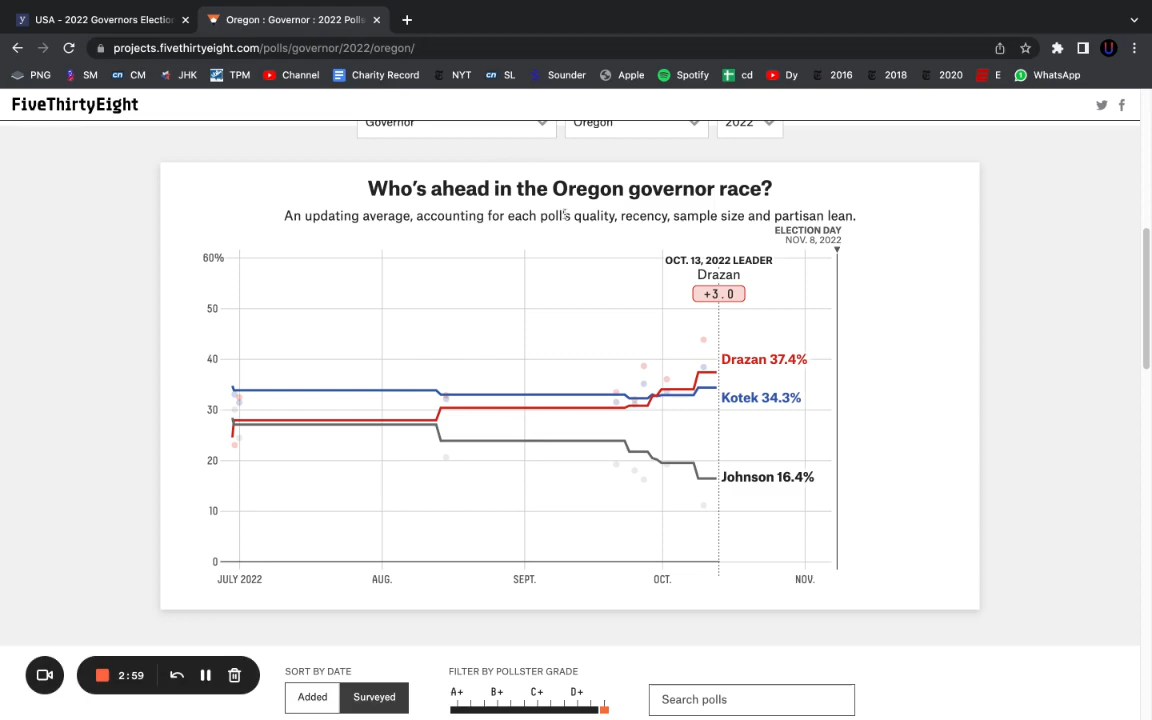 USA - 2022 Governors Election
Oregon : Governor : 2022 Polls
projects.fivethirtyeight.com/polls/governor/2022/oregon/
PNG SM CM JHK TPM Channel Charity Record NYT SL Sounder Apple Spotify cd Dy 2016 2018 2020 E WhatsApp
FiveThirtyEight
Governor Oregon 2022
Who's ahead in the Oregon governor race?
An updating average, accounting for each poll's quality, recency, sample size and partisan lean.
ELECTION DAY
NOV. 8, 2022
60%
OCT. 13, 2022 LEADER
Drazan
+3.0
50
40
Drazan 37.4%
Kotek 34.3%
30
20
Johnson 16.4%
10
0
JULY 2022 AUG. SEPT. OCT. NOV.
2:59
SORT BY DATE
Added Surveyed
FILTER BY POLLSTER GRADE
A+ B+ C+ D+
Search polls